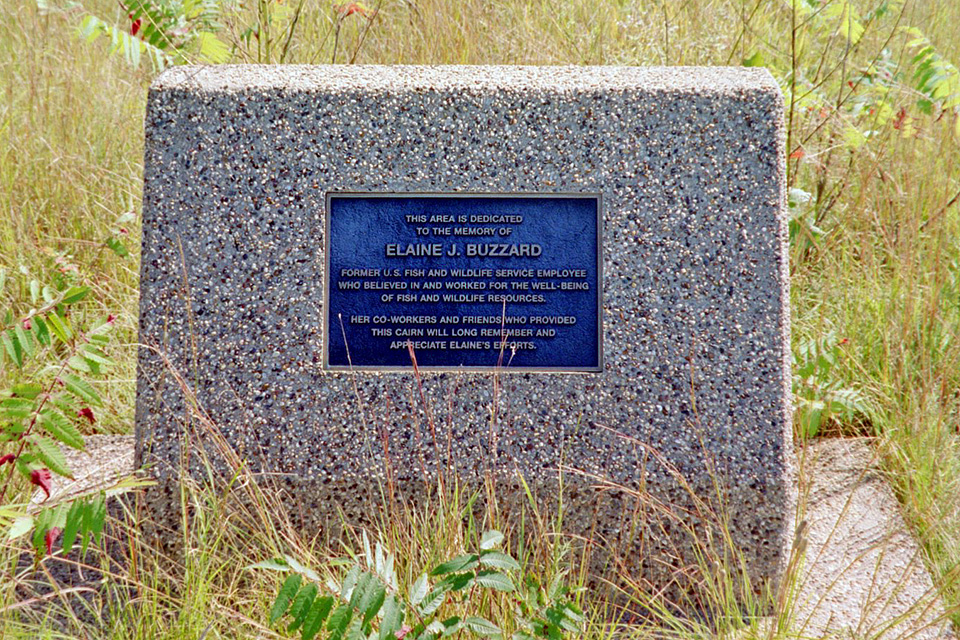 THIS AREA IS DEDICATED
TO THE MEMORY OF
ELAINE J. BUZZARD
FORMER U.S. FISH AND WILDLIFE SERVICE EMPLOYEE
WHO BELIEVED IN AND WORKED FOR THE WELL-BEING
OF FISH AND WILDLIFE RESOURCES.
HER CO-WORKERS AND FRIENDS WHO PROVIDED
THIS CAIRN WILL LONG REMEMBER AND
APPRECIATE ELAINE'S EFFORTS.